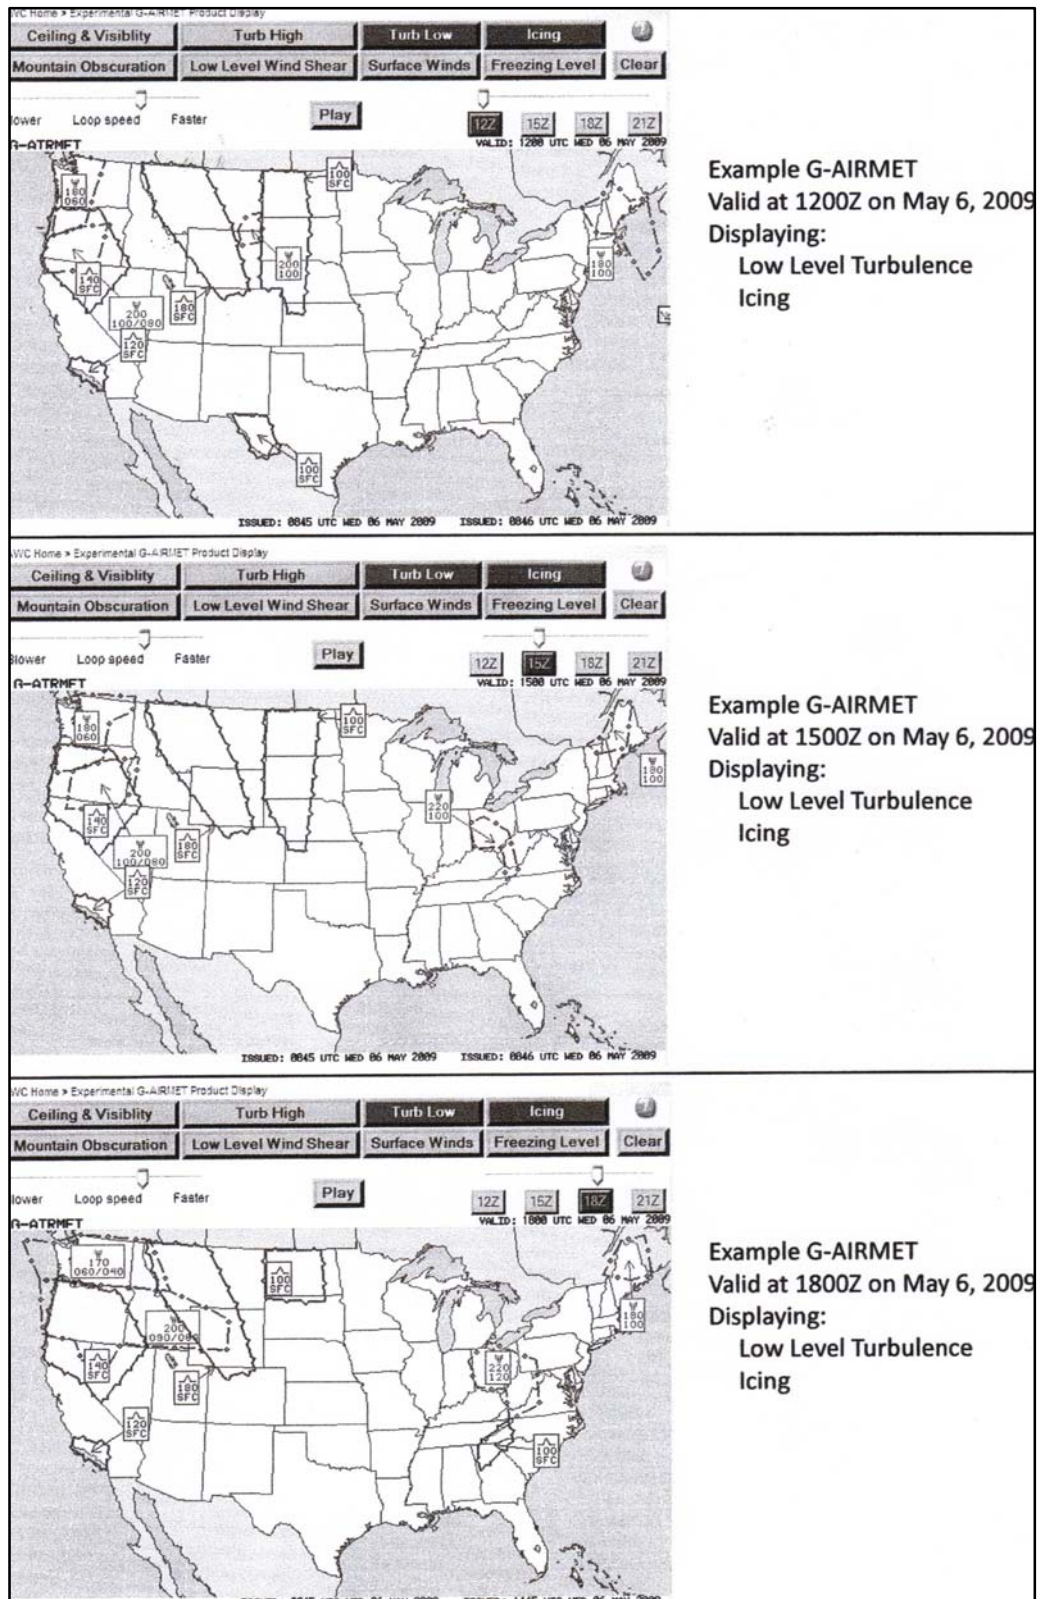 WC Home > Experimental G-AIRMET Product Display
Ceiling & Visiblity Turb High Turb Low Icing
Mountain Obscuration Low Level Wind Shear Surface Winds Freezing Level Clear
lower Loop speed Faster Play 12Z 15Z 18Z 21Z
VALID: 1200 UTC WED 06 MAY 2009
G-AIRMET
100
SFC
180
060
200
100
180
100
140
SFC
200
100/080
180
SFC
120
SFC
100
SFC
ISSUED: 0845 UTC WED 06 MAY 2009 ISSUED: 0846 UTC WED 06 MAY 2009
Example G-AIRMET
Valid at 1200Z on May 6, 2009
Displaying:
Low Level Turbulence
Icing
WC Home > Experimental G-AIRMET Product Display
Ceiling & Visiblity Turb High Turb Low Icing
Mountain Obscuration Low Level Wind Shear Surface Winds Freezing Level Clear
Slower Loop speed Faster Play 12Z 15Z 18Z 21Z
VALID: 1500 UTC WED 06 MAY 2009
G-AIRMET
100
SFC
180
060
180
100
220
100
140
SFC
200
100/080
180
SFC
120
SFC
ISSUED: 0845 UTC WED 06 MAY 2009 ISSUED: 0846 UTC WED 06 MAY 2009
Example G-AIRMET
Valid at 1500Z on May 6, 2009
Displaying:
Low Level Turbulence
Icing
WC Home > Experimental G-AIRMET Product Display
Ceiling & Visiblity Turb High Turb Low Icing
Mountain Obscuration Low Level Wind Shear Surface Winds Freezing Level Clear
lower Loop speed Faster Play 12Z 15Z 18Z 21Z
VALID: 1800 UTC WED 06 MAY 2009
G-AIRMET
170
060/040
100
SFC
180
100
200
140
SFC
220
120
180
SFC
120
SFC
100
SFC
Example G-AIRMET
Valid at 1800Z on May 6, 2009
Displaying:
Low Level Turbulence
Icing